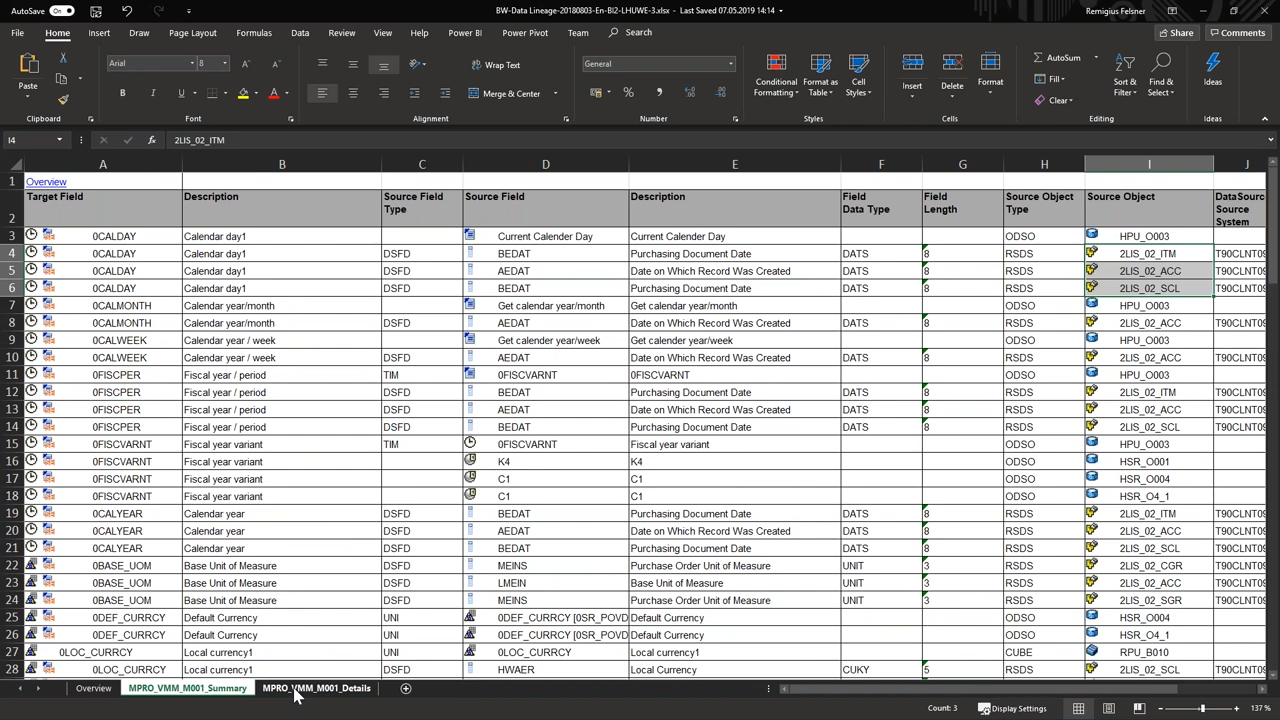 AutoSave On BW-Data Lineage-20180803-En-BI2-LHUWE-3.xlsx - Last Saved 07.05.2019 14:14 Remigius Felsner
File Home Insert Draw Page Layout Formulas Data Review View Help Power BI Power Pivot Team Search Share Comments
Arial 8 Wrap Text General AutoSum
Paste B I U A Merge & Center % Conditional Formatting Format as Table Cell Styles Insert Delete Format Fill Clear Sort & Filter Find & Select Ideas
Clipboard Font Alignment Number Styles Cells Editing Ideas
I4 fx 2LIS_02_ITM
A B C D E F G H I J
1 Overview
2 Target Field Description Source Field Type Source Field Description Field Data Type Field Length Source Object Type Source Object DataSourc Source System
3 0CALDAY Calendar day1 Current Calender Day Current Calender Day ODSO HPU_O003
4 0CALDAY Calendar day1 DSFD BEDAT Purchasing Document Date DATS 8 RSDS 2LIS_02_ITM T90CLNT09
5 0CALDAY Calendar day1 DSFD AEDAT Date on Which Record Was Created DATS 8 RSDS 2LIS_02_ACC T90CLNT09
6 0CALDAY Calendar day1 DSFD BEDAT Purchasing Document Date DATS 8 RSDS 2LIS_02_SCL T90CLNT09
7 0CALMONTH Calendar year/month Get calendar year/month Get calendar year/month ODSO HPU_O003
8 0CALMONTH Calendar year/month DSFD AEDAT Date on Which Record Was Created DATS 8 RSDS 2LIS_02_ACC T90CLNT09
9 0CALWEEK Calendar year / week Get calender year/week Get calender year/week ODSO HPU_O003
10 0CALWEEK Calendar year / week DSFD AEDAT Date on Which Record Was Created DATS 8 RSDS 2LIS_02_ACC T90CLNT09
11 0FISCPER Fiscal year / period TIM 0FISCVARNT 0FISCVARNT ODSO HPU_O003
12 0FISCPER Fiscal year / period DSFD BEDAT Purchasing Document Date DATS 8 RSDS 2LIS_02_ITM T90CLNT09
13 0FISCPER Fiscal year / period DSFD AEDAT Date on Which Record Was Created DATS 8 RSDS 2LIS_02_ACC T90CLNT09
14 0FISCPER Fiscal year / period DSFD BEDAT Purchasing Document Date DATS 8 RSDS 2LIS_02_SCL T90CLNT09
15 0FISCVARNT Fiscal year variant TIM 0FISCVARNT Fiscal year variant ODSO HPU_O003
16 0FISCVARNT Fiscal year variant K4 K4 ODSO HSR_O001
17 0FISCVARNT Fiscal year variant C1 C1 ODSO HSR_O004
18 0FISCVARNT Fiscal year variant C1 C1 ODSO HSR_O4_1
19 0CALYEAR Calendar year DSFD BEDAT Purchasing Document Date DATS 8 RSDS 2LIS_02_ITM T90CLNT09
20 0CALYEAR Calendar year DSFD AEDAT Date on Which Record Was Created DATS 8 RSDS 2LIS_02_ACC T90CLNT09
21 0CALYEAR Calendar year DSFD BEDAT Purchasing Document Date DATS 8 RSDS 2LIS_02_SCL T90CLNT09
22 0BASE_UOM Base Unit of Measure DSFD MEINS Purchase Order Unit of Measure UNIT 3 RSDS 2LIS_02_CGR T90CLNT09
23 0BASE_UOM Base Unit of Measure DSFD LMEIN Base Unit of Measure UNIT 3 RSDS 2LIS_02_ACC T90CLNT09
24 0BASE_UOM Base Unit of Measure DSFD MEINS Purchase Order Unit of Measure UNIT 3 RSDS 2LIS_02_SGR T90CLNT09
25 0DEF_CURRCY Default Currency UNI 0DEF_CURRCY [0SR_POVD ODSO HSR_O004
26 0DEF_CURRCY Default Currency UNI 0DEF_CURRCY [0SR_POVD ODSO HSR_O4_1
27 0LOC_CURRCY Local currency1 UNI 0LOC_CURRCY Local currency1 CUBE RPU_B010
28 0LOC_CURRCY Local currency1 DSFD HWAER Local Currency CUKY 5 RSDS 2LIS_02_SCL T90CLNT09
Overview MPRO_VMM_M001_Summary MPRO_VMM_M001_Details
Count: 3 Display Settings 137 %